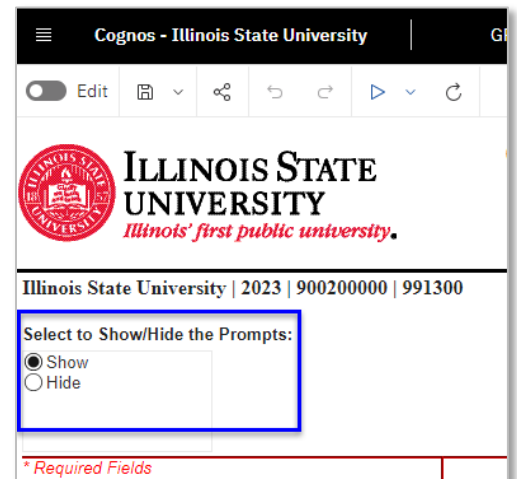 Cognos - Illinois State University
Edit
ILLINOIS STATE
UNIVERSITY
Illinois' first public university.
Illinois State University | 2023 | 900200000 | 991300
Select to Show/Hide the Prompts:
Show
Hide
* Required Fields